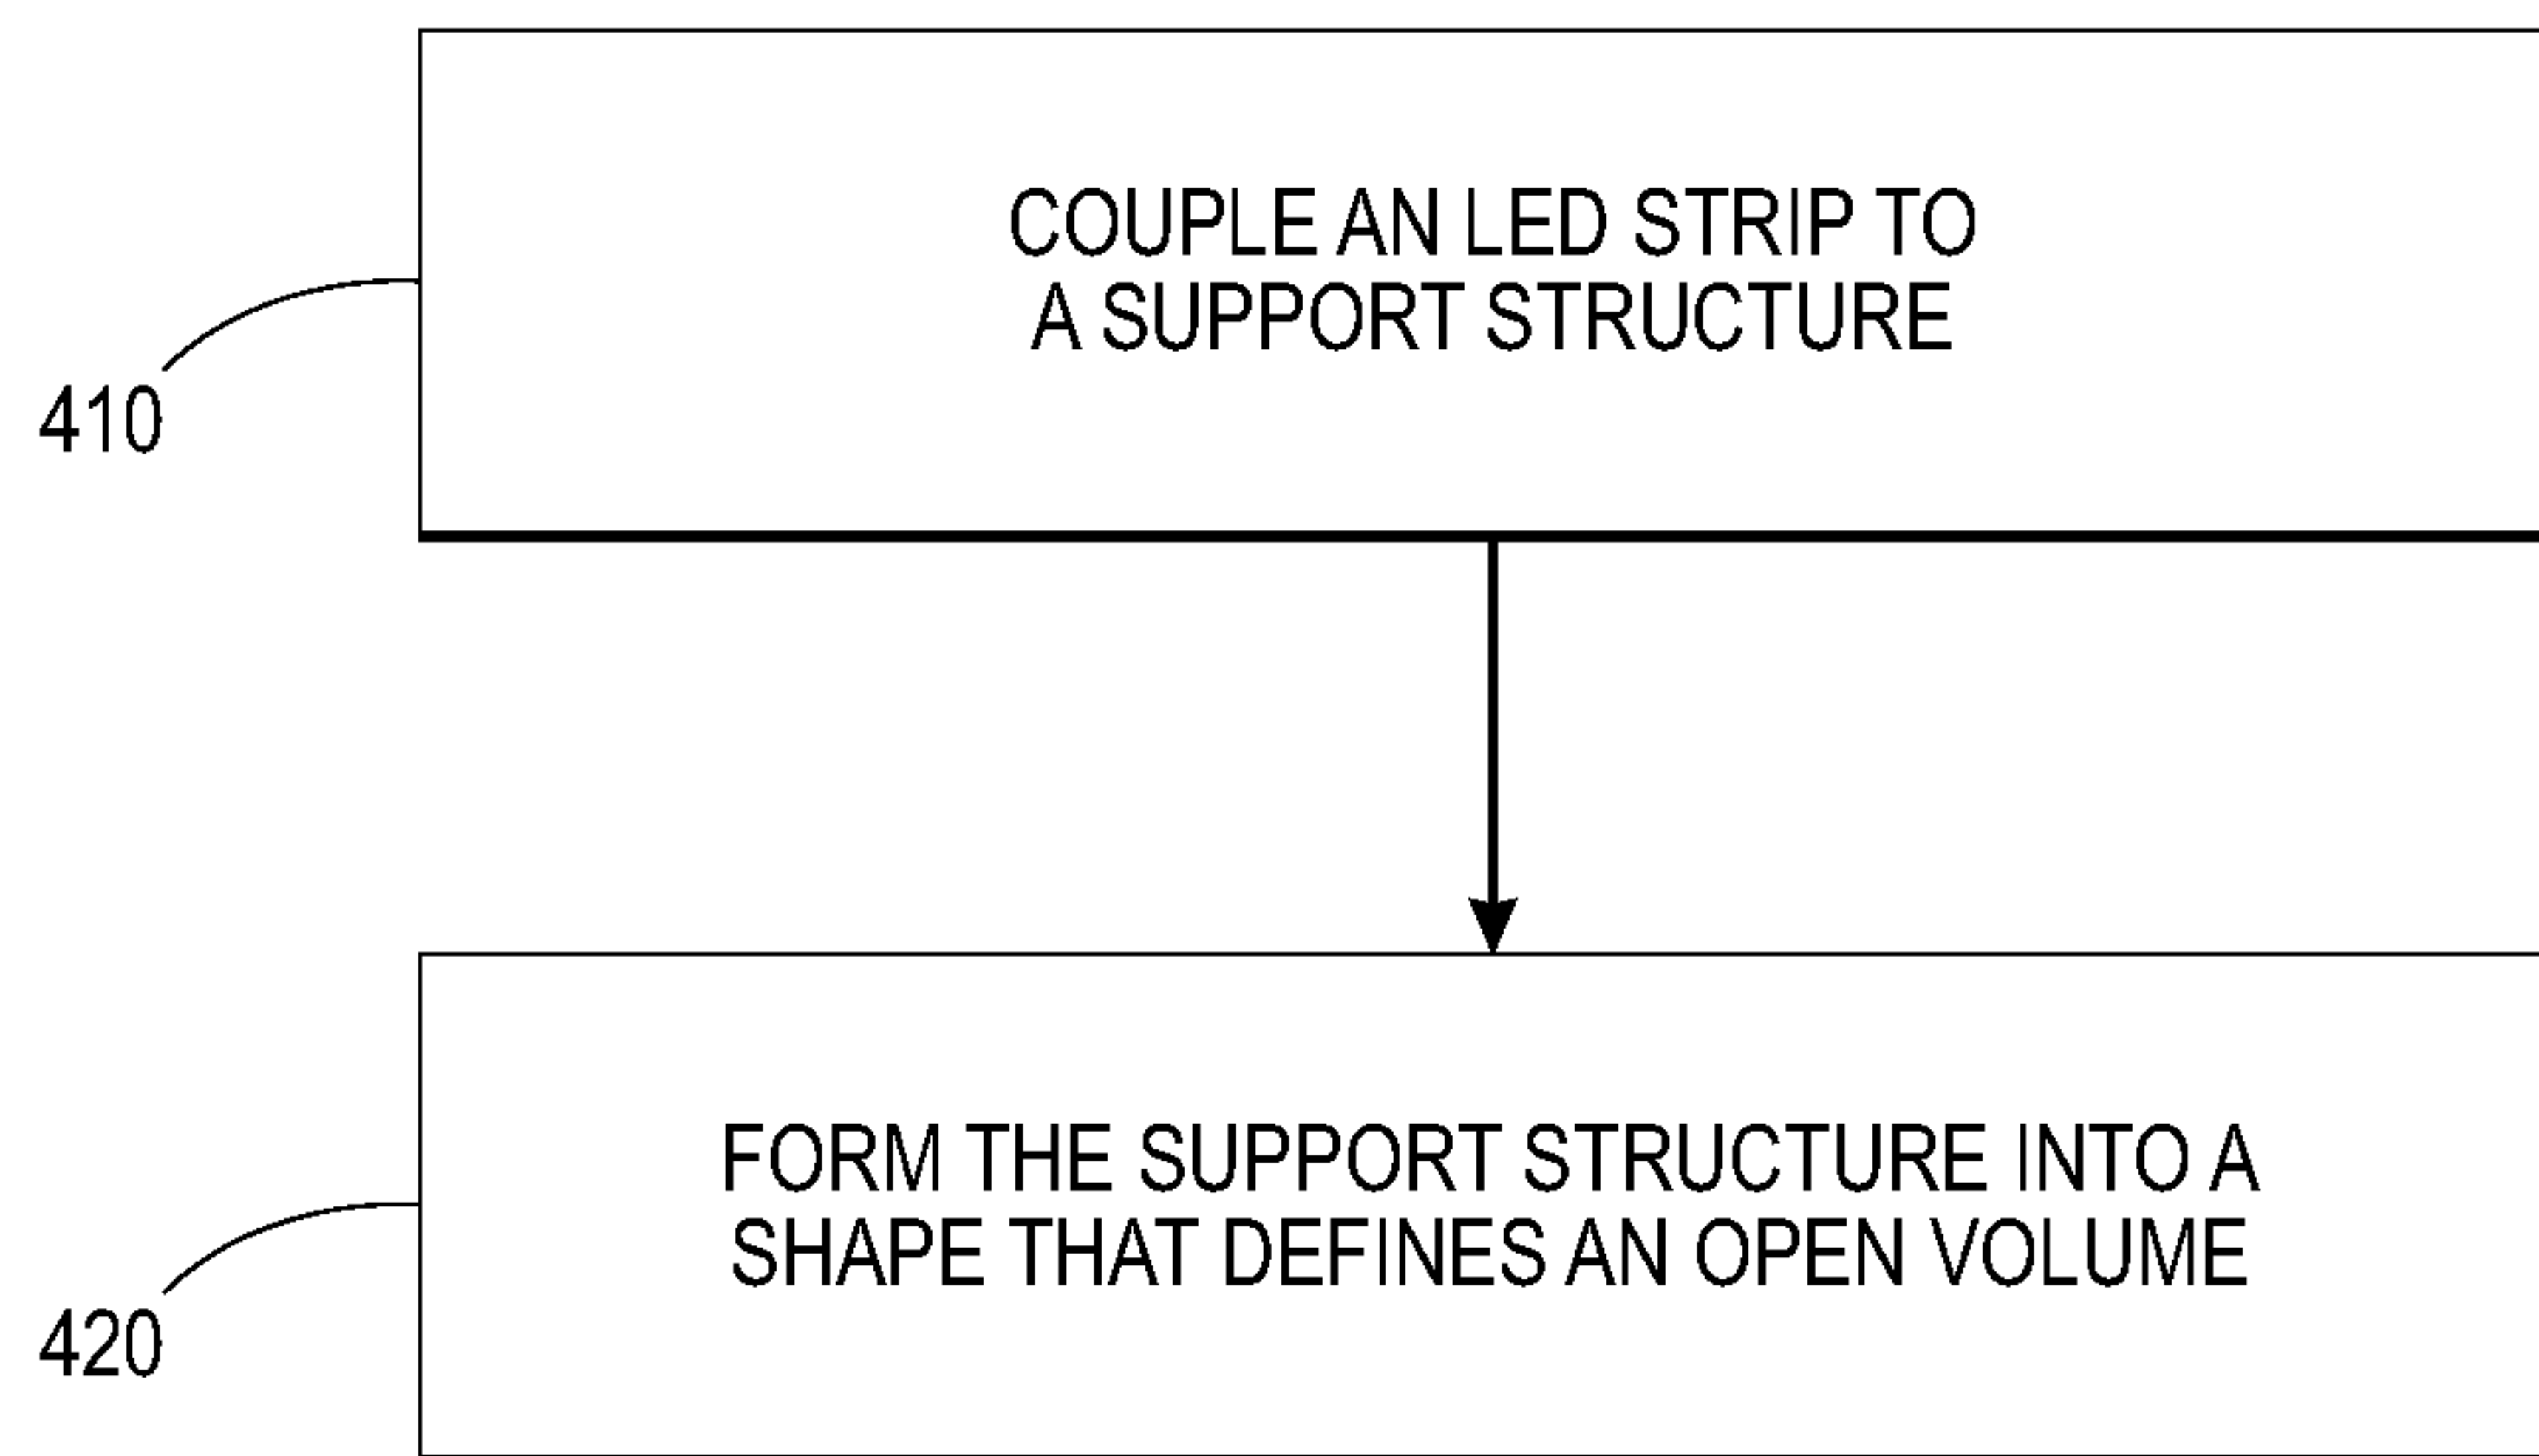 COUPLE AN LED STRIP TO
A SUPPORT STRUCTURE
410
FORM THE SUPPORT STRUCTURE INTO A
SHAPE THAT DEFINES AN OPEN VOLUME
420